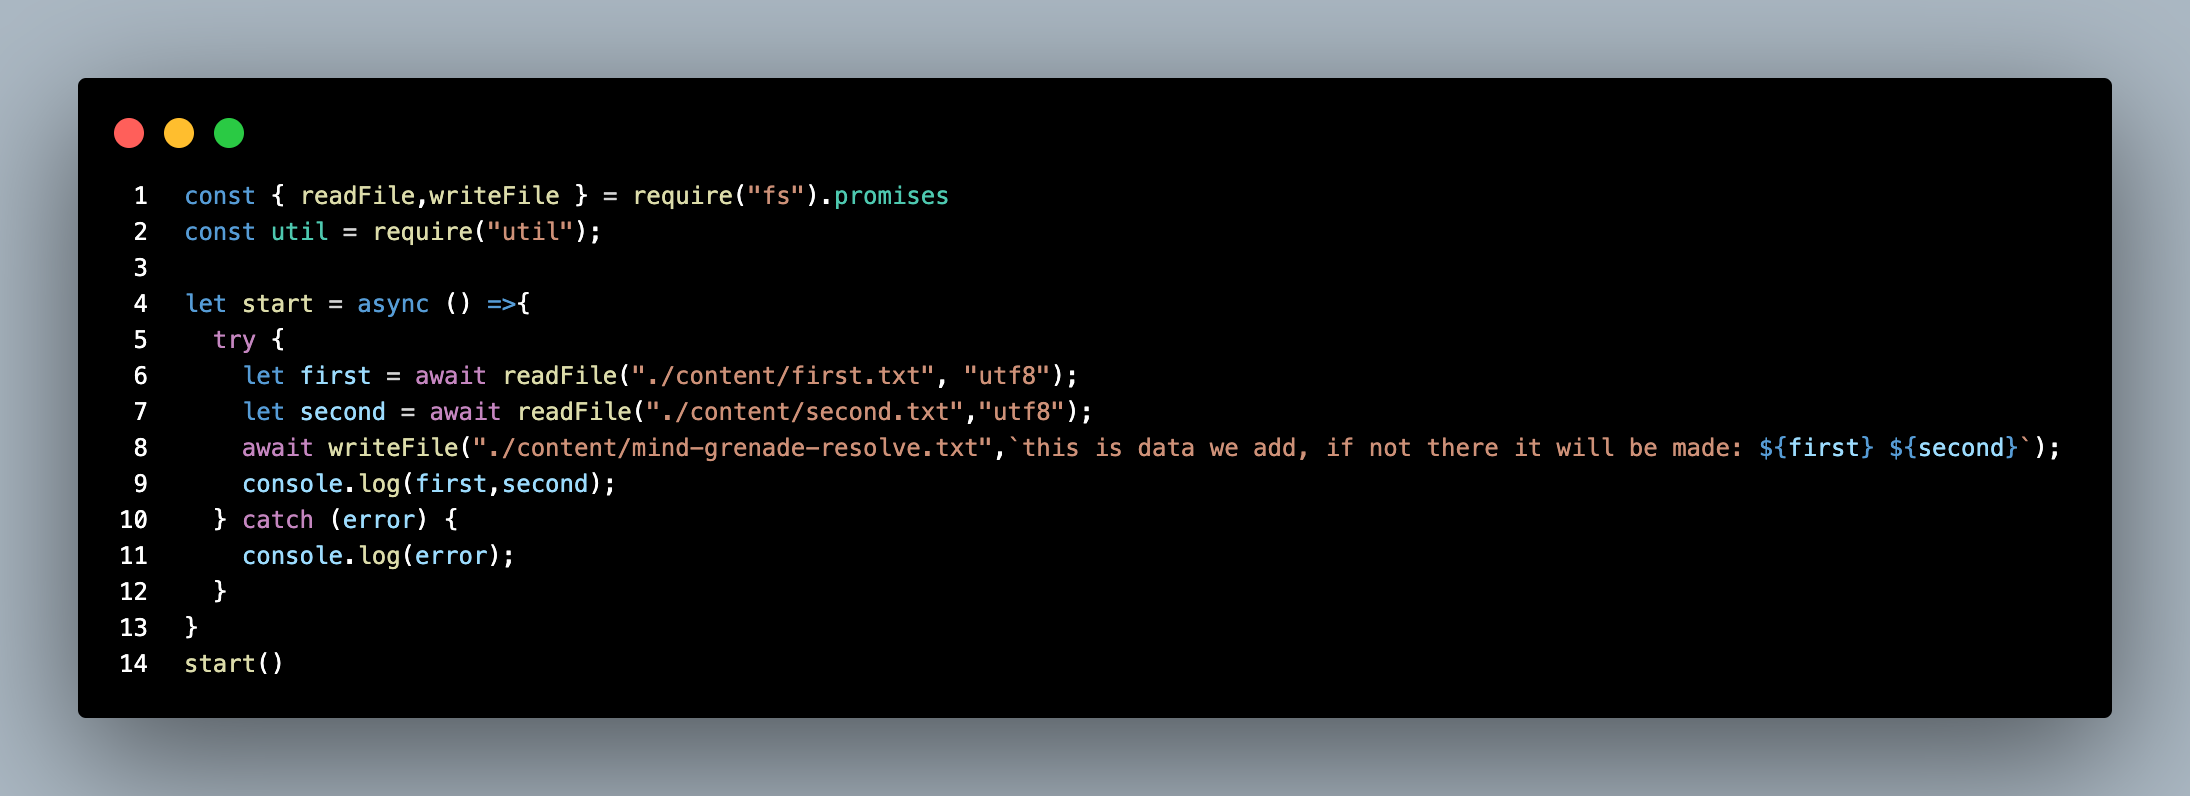 1 const { readFile,writeFile } = require("fs").promises
2 const util = require("util");
3
4 let start = async () =>{
5   try {
6     let first = await readFile("./content/first.txt", "utf8");
7     let second = await readFile("./content/second.txt","utf8");
8     await writeFile("./content/mind-grenade-resolve.txt",`this is data we add, if not there it will be made: ${first} ${second}`);
9     console.log(first,second);
10   } catch (error) {
11     console.log(error);
12   }
13 }
14 start()